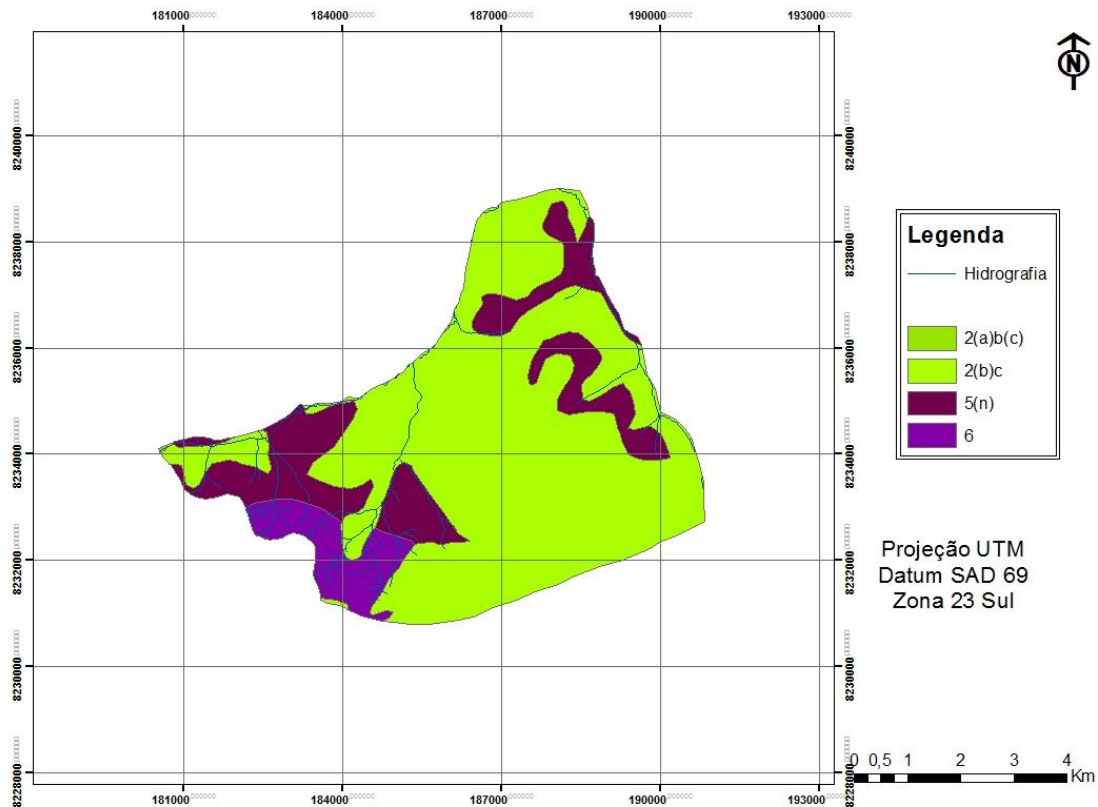 181000 184000 187000 190000 193000
8240000 8240000
8238000 8238000
8236000 8236000
8234000 8234000
8232000 8232000
8230000 8230000
8228000 8228000
181000 184000 187000 190000 193000
N
Legenda
Hidrografia
2(a)b(c)
2(b)c
5(n)
6
Projeção UTM
Datum SAD 69
Zona 23 Sul
0 0,5 1 2 3 4
Km